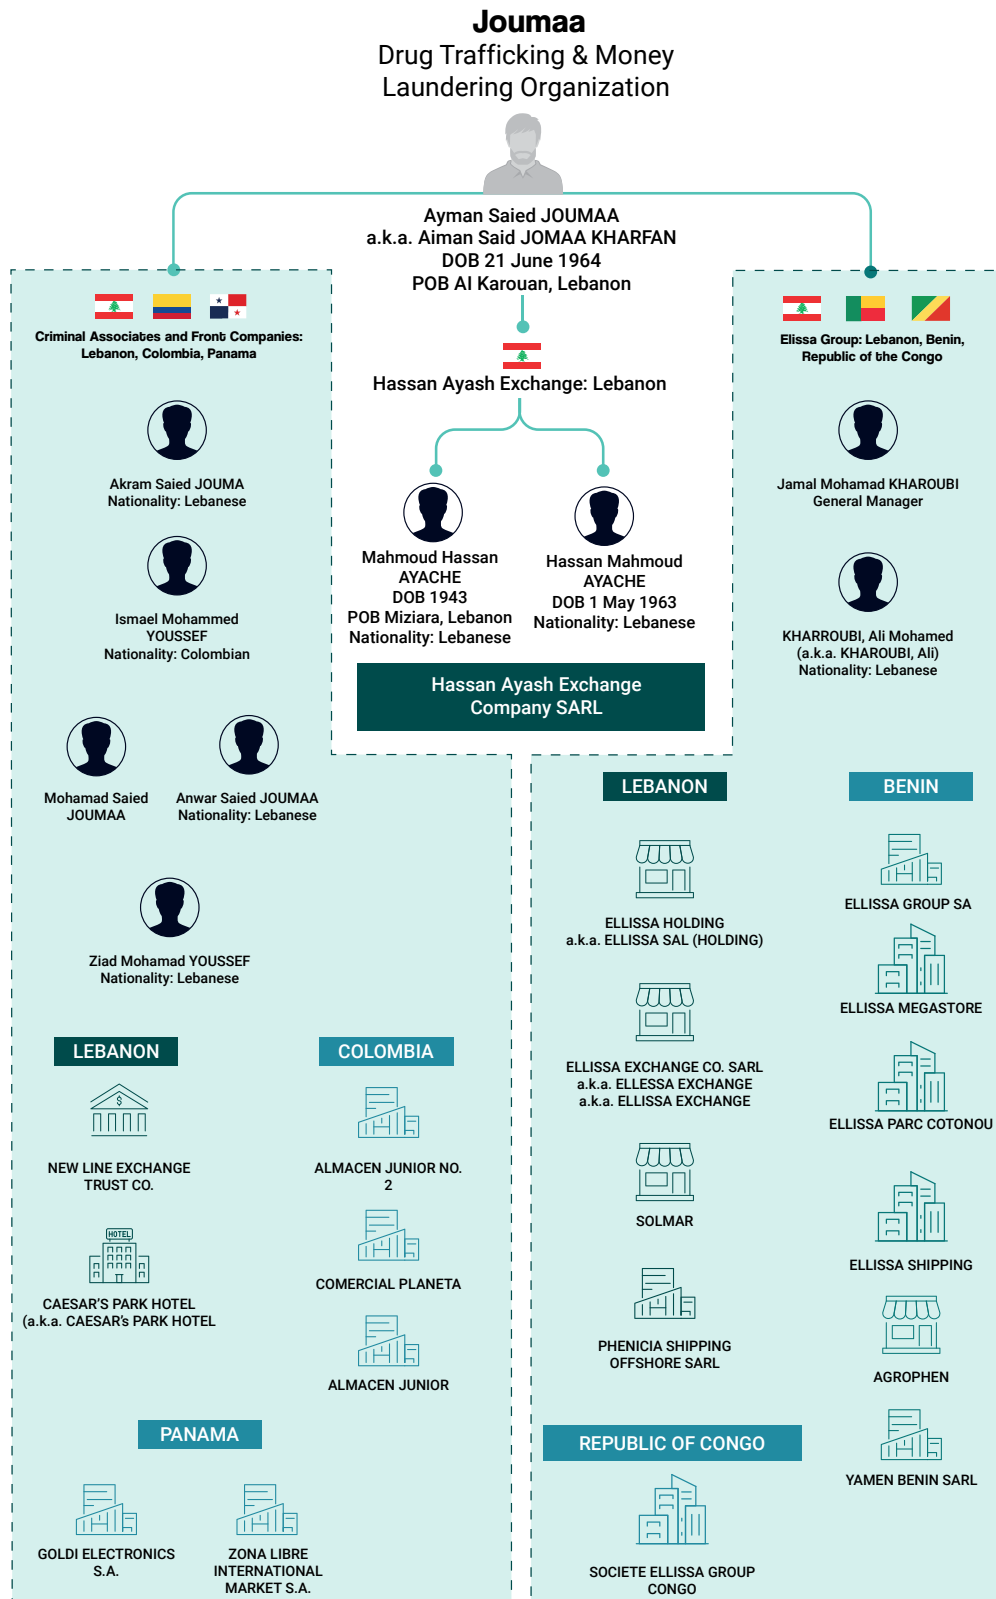 Joumaa
Drug Trafficking & Money
Laundering Organization
Ayman Saied JOUMAA
a.k.a. Aiman Said JOMAA KHARFAN
DOB 21 June 1964
POB Al Karouan, Lebanon
Criminal Associates and Front Companies:
Lebanon, Colombia, Panama
Akram Saied JOUMA
Nationality: Lebanese
Ismael Mohammed
YOUSSEF
Nationality: Colombian
Mohamad Saied
JOUMAA
Anwar Saied JOUMAA
Nationality: Lebanese
Ziad Mohamad YOUSSEF
Nationality: Lebanese
LEBANON
NEW LINE EXCHANGE
TRUST CO.
HOTEL
CAESAR'S PARK HOTEL
(a.k.a. CAESAR's PARK HOTEL
COLOMBIA
ALMACEN JUNIOR NO.
2
COMERCIAL PLANETA
ALMACEN JUNIOR
PANAMA
GOLDI ELECTRONICS
S.A.
ZONA LIBRE
INTERNATIONAL
MARKET S.A.
Hassan Ayash Exchange: Lebanon
Mahmoud Hassan
AYACHE
DOB 1943
POB Miziara, Lebanon
Nationality: Lebanese
Hassan Mahmoud
AYACHE
DOB 1 May 1963
Nationality: Lebanese
Hassan Ayash Exchange
Company SARL
Elissa Group: Lebanon, Benin,
Republic of the Congo
Jamal Mohamad KHAROUBI
General Manager
KHARROUBI, Ali Mohamed
(a.k.a. KHAROUBI, Ali)
Nationality: Lebanese
LEBANON
ELLISSA HOLDING
a.k.a. ELLISSA SAL (HOLDING)
ELLISSA EXCHANGE CO. SARL
a.k.a. ELLESSA EXCHANGE
a.k.a. ELLISSA EXCHANGE
SOLMAR
PHENICIA SHIPPING
OFFSHORE SARL
BENIN
ELLISSA GROUP SA
ELLISSA MEGASTORE
ELLISSA PARC COTONOU
ELLISSA SHIPPING
AGROPHEN
YAMEN BENIN SARL
REPUBLIC OF CONGO
SOCIETE ELLISSA GROUP
CONGO